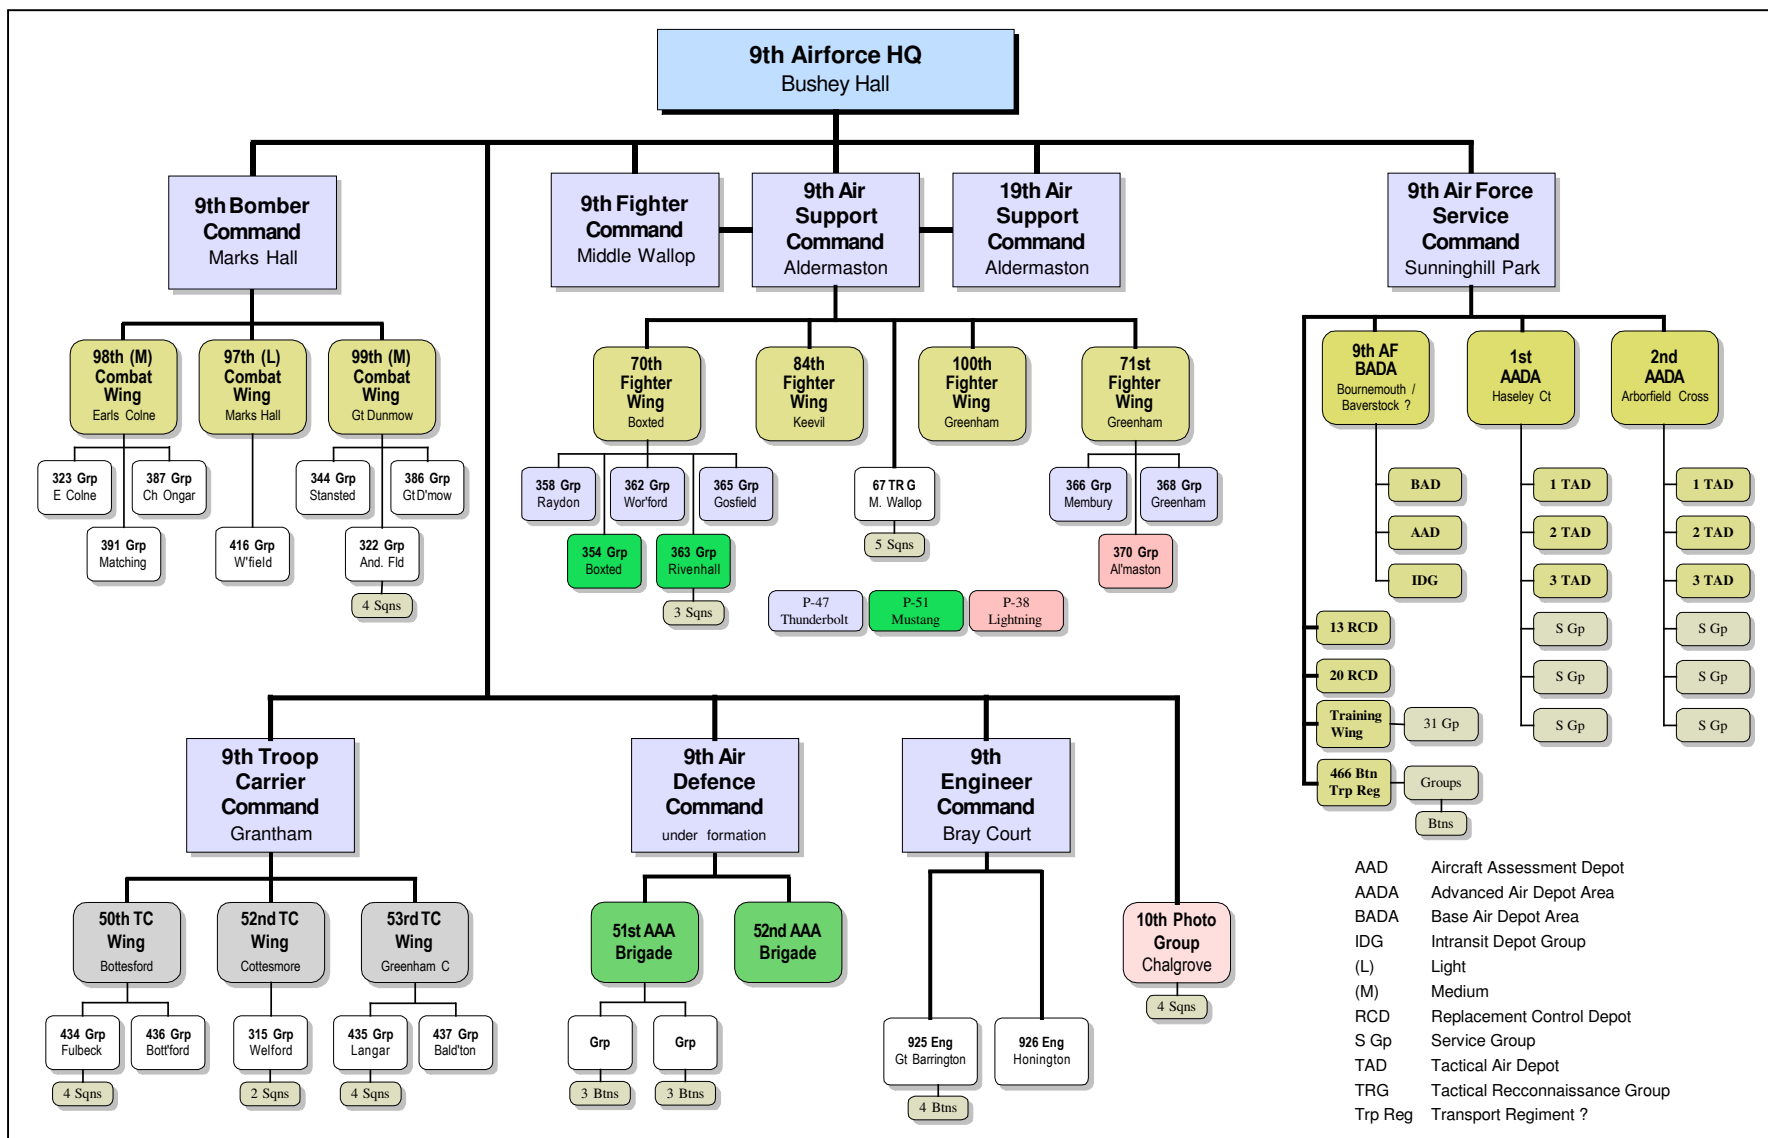 9th Airforce HQ
Bushey Hall
9th Bomber
Command
Marks Hall
9th Fighter
Command
Middle Wallop
9th Air
Support
Command
Aldermaston
19th Air
Support
Command
Aldermaston
9th Air Force
Service
Command
Sunninghill Park
98th (M)
Combat
Wing
Earls Colne
97th (L)
Combat
Wing
Marks Hall
99th (M)
Combat
Wing
Gt Dunmow
323 Grp
E Colne
387 Grp
Ch Ongar
391 Grp
Matching
416 Grp
W'field
344 Grp
Stansted
386 Grp
Gt D'mow
322 Grp
And. Fld
4 Sqns
70th
Fighter
Wing
Boxted
84th
Fighter
Wing
Keevil
100th
Fighter
Wing
Greenham
71st
Fighter
Wing
Greenham
358 Grp
Raydon
362 Grp
Wor'ford
365 Grp
Gosfield
354 Grp
Boxted
363 Grp
Rivenhall
3 Sqns
67 TR G
M. Wallop
5 Sqns
366 Grp
Membury
368 Grp
Greenham
370 Grp
Al'maston
P-47
Thunderbolt
P-51
Mustang
P-38
Lightning
9th AF
BADA
Bournemouth /
Baverstock ?
1st
AADA
Haseley Ct
2nd
AADA
Arborfield Cross
BAD
AAD
IDG
1 TAD
2 TAD
3 TAD
S Gp
S Gp
S Gp
1 TAD
2 TAD
3 TAD
S Gp
S Gp
S Gp
13 RCD
20 RCD
Training
Wing
31 Gp
466 Btn
Trp Reg
Groups
Btns
9th Troop
Carrier
Command
Grantham
9th Air
Defence
Command
under formation
9th
Engineer
Command
Bray Court
50th TC
Wing
Bottesford
52nd TC
Wing
Cottesmore
53rd TC
Wing
Greenham C
434 Grp
Fulbeck
4 Sqns
436 Grp
Bott'ford
315 Grp
Welford
2 Sqns
435 Grp
Langar
4 Sqns
437 Grp
Bald'ton
51st AAA
Brigade
52nd AAA
Brigade
Grp
3 Btns
Grp
3 Btns
925 Eng
Gt Barrington
4 Btns
926 Eng
Honington
10th Photo
Group
Chalgrove
4 Sqns
AAD Aircraft Assessment Depot
AADA Advanced Air Depot Area
BADA Base Air Depot Area
IDG Intransit Depot Group
(L) Light
(M) Medium
RCD Replacement Control Depot
S Gp Service Group
TAD Tactical Air Depot
TRG Tactical Recconnaissance Group
Trp Reg Transport Regiment ?